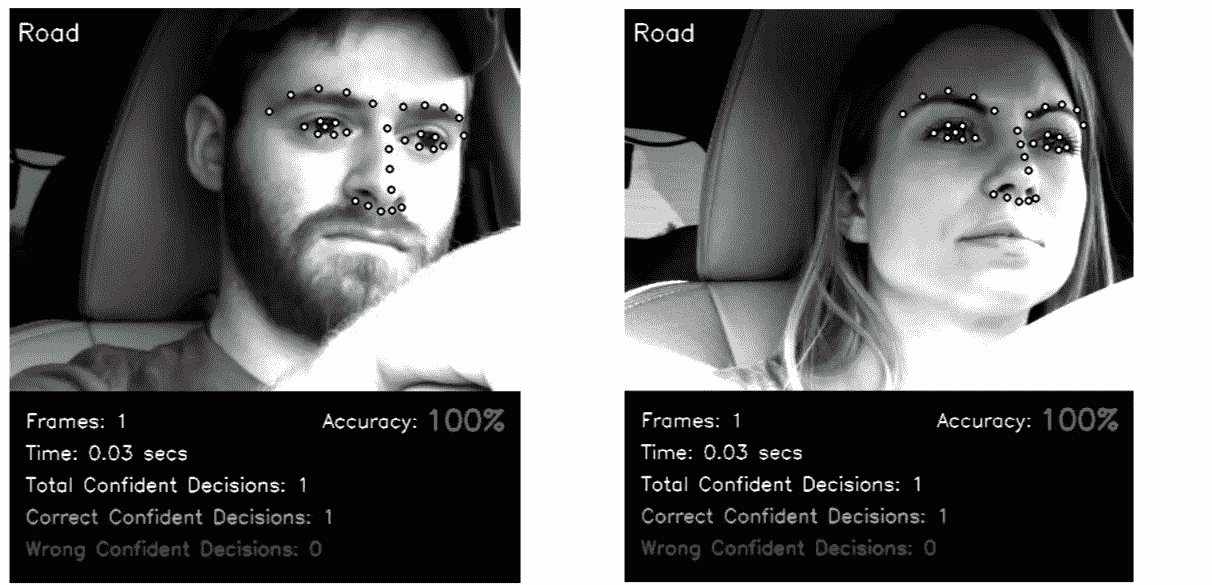 Road
Frames: 1 Accuracy: 100%
Time: 0.03 secs
Total Confident Decisions: 1
Correct Confident Decisions: 1
Wrong Confident Decisions: 0
Road
Frames: 1 Accuracy: 100%
Time: 0.03 secs
Total Confident Decisions: 1
Correct Confident Decisions: 1
Wrong Confident Decisions: 0